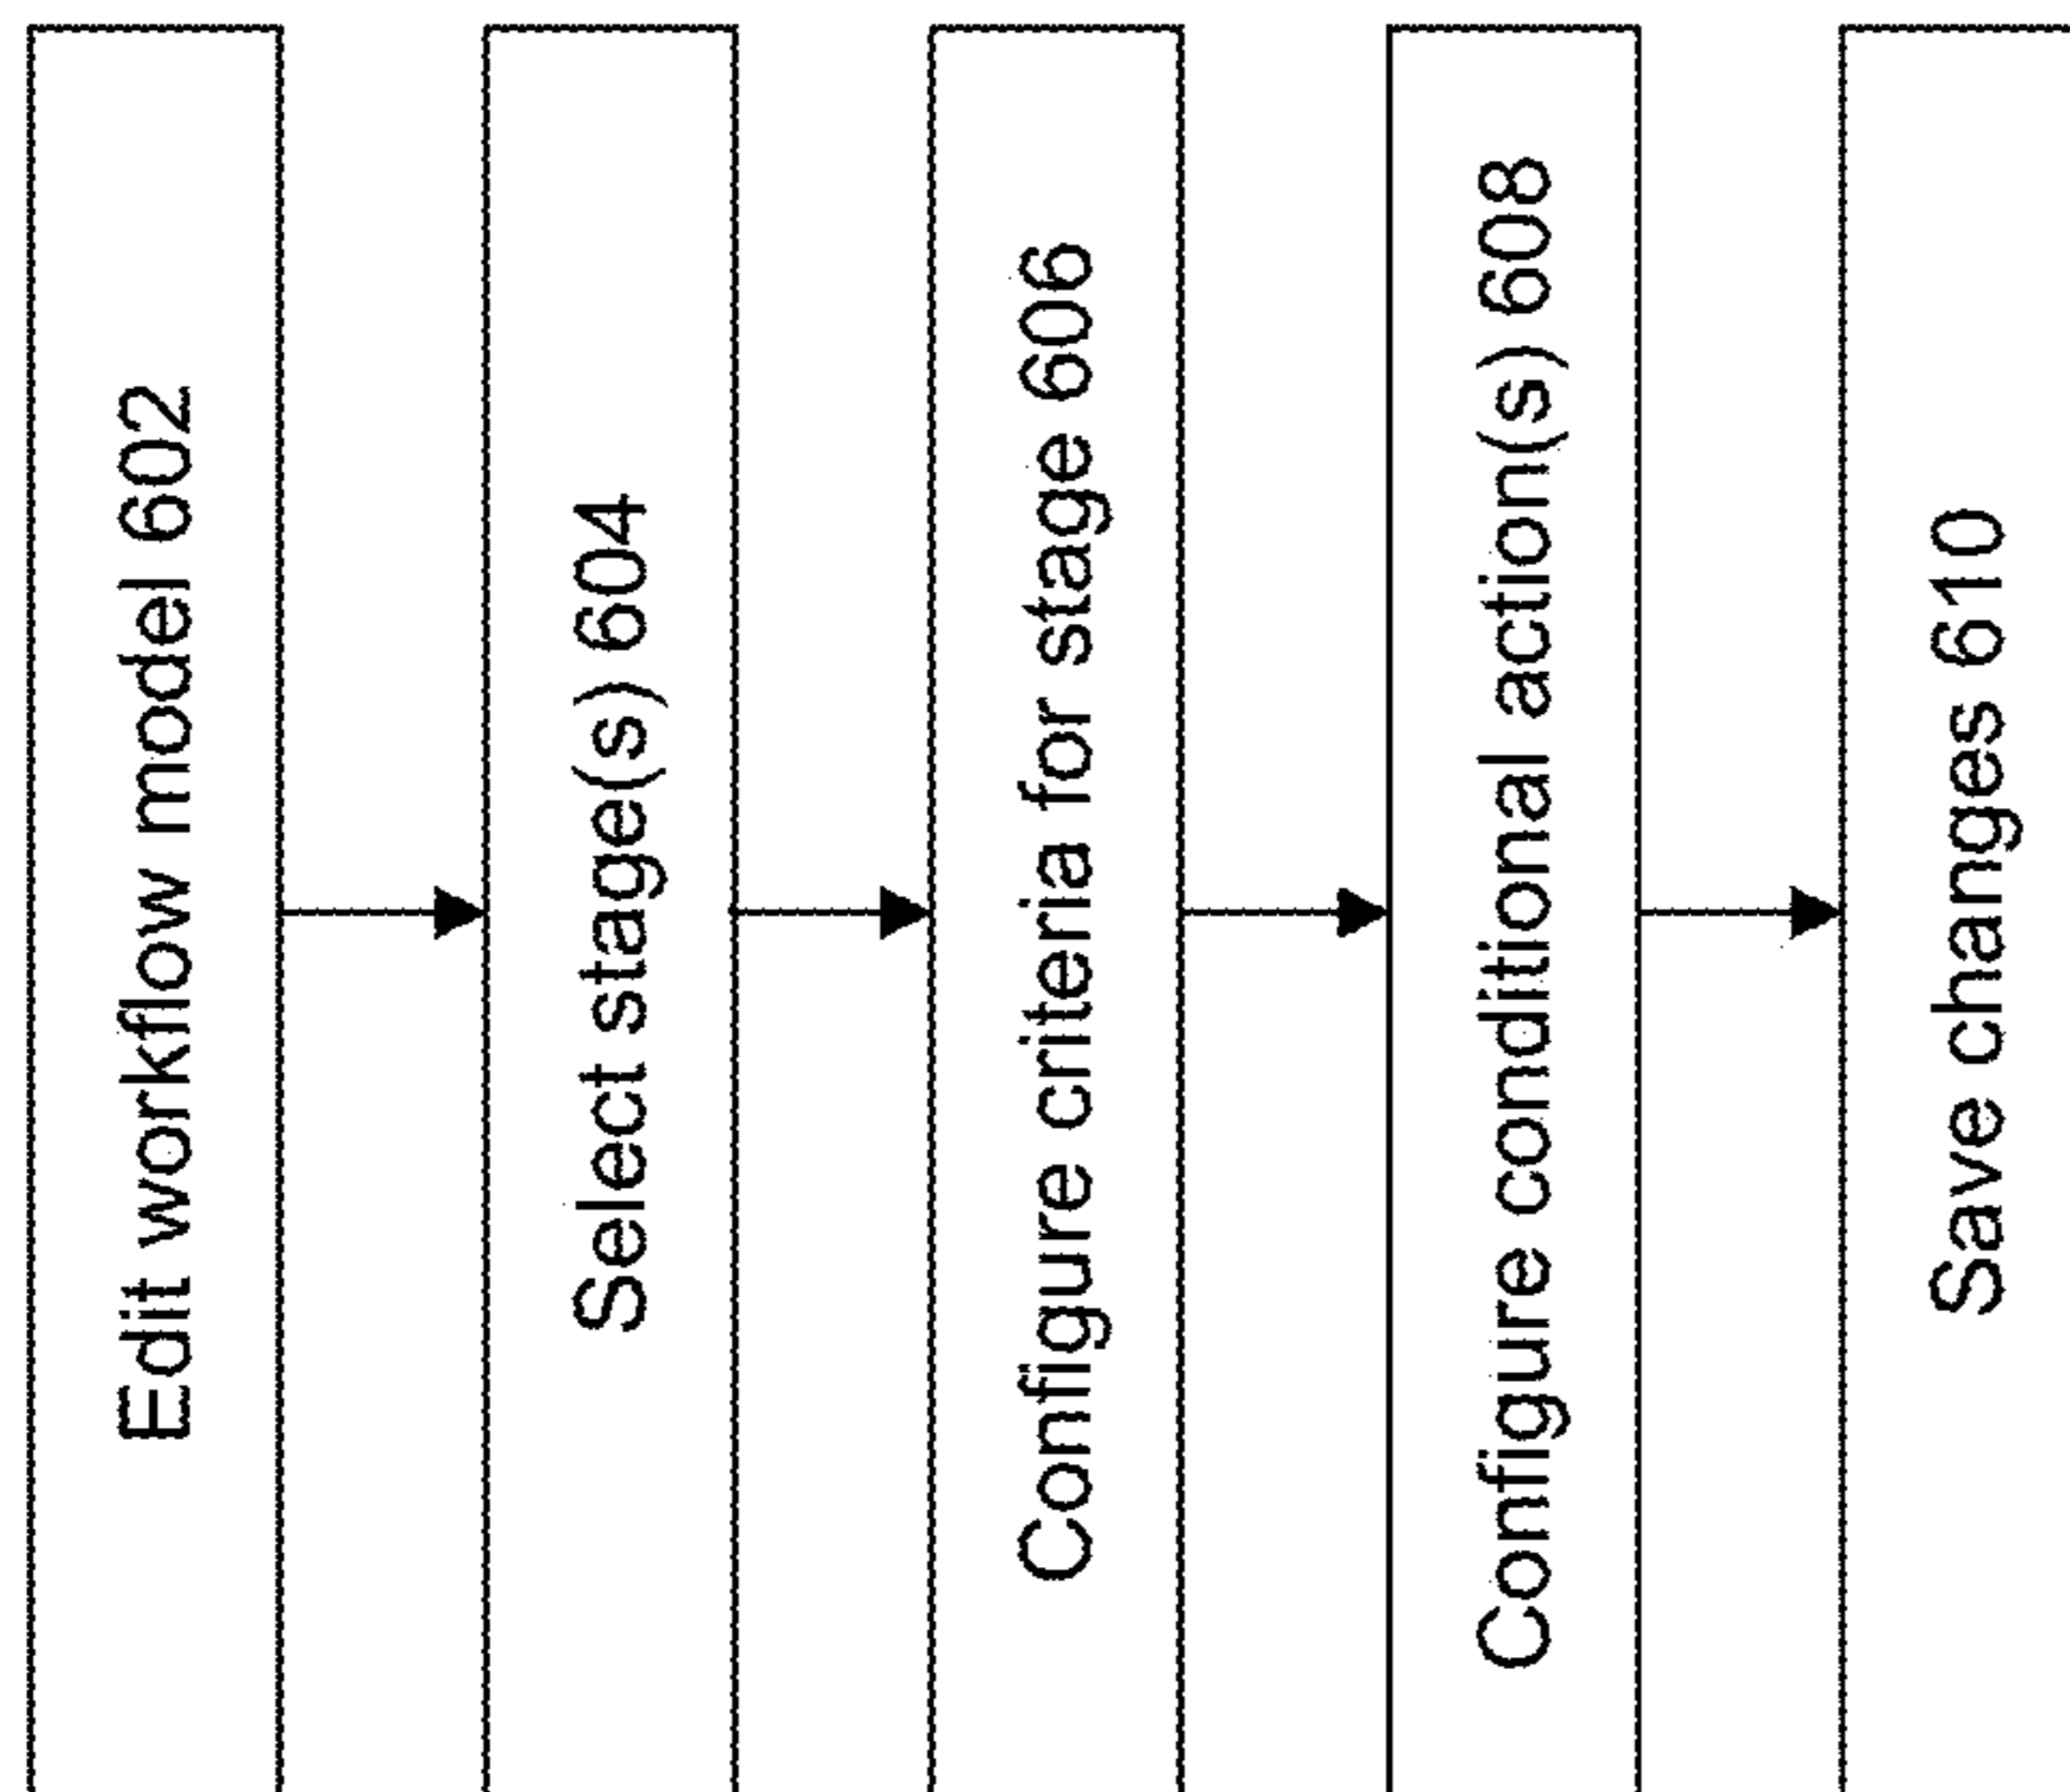 Edit workflow model 602
Select stage(s) 604
Configure criteria for stage 606
Configure conditional action(s) 608
Save changes 610